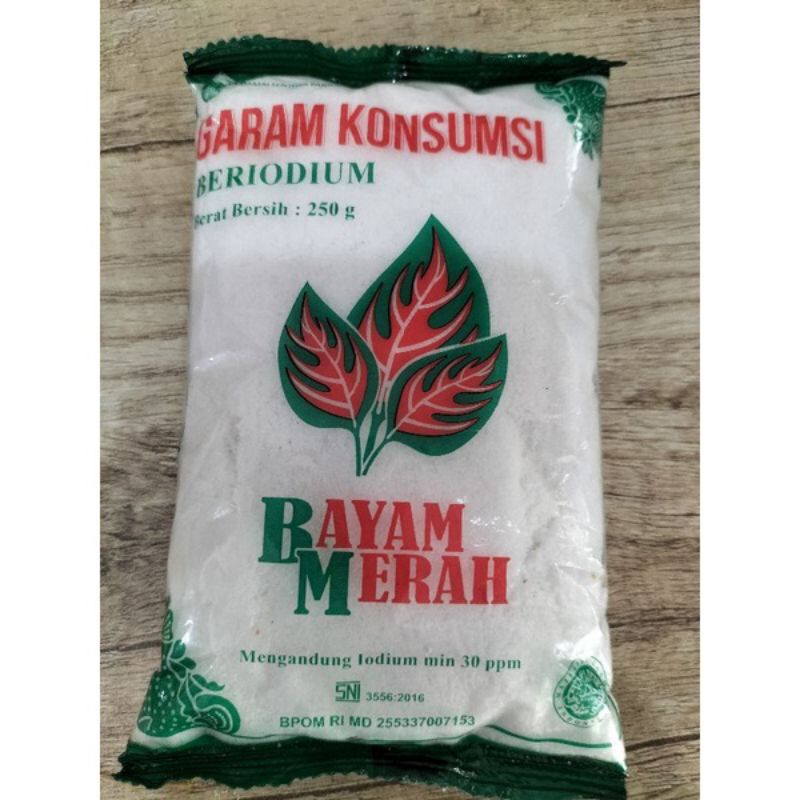 GARAM KONSUMSI
BERIODIUM
Berat Bersih : 250 g
BAYAM
MERAH
Mengandung Iodium min 30 ppm
SNI 3556:2016
BPOM RI MD 255337007153